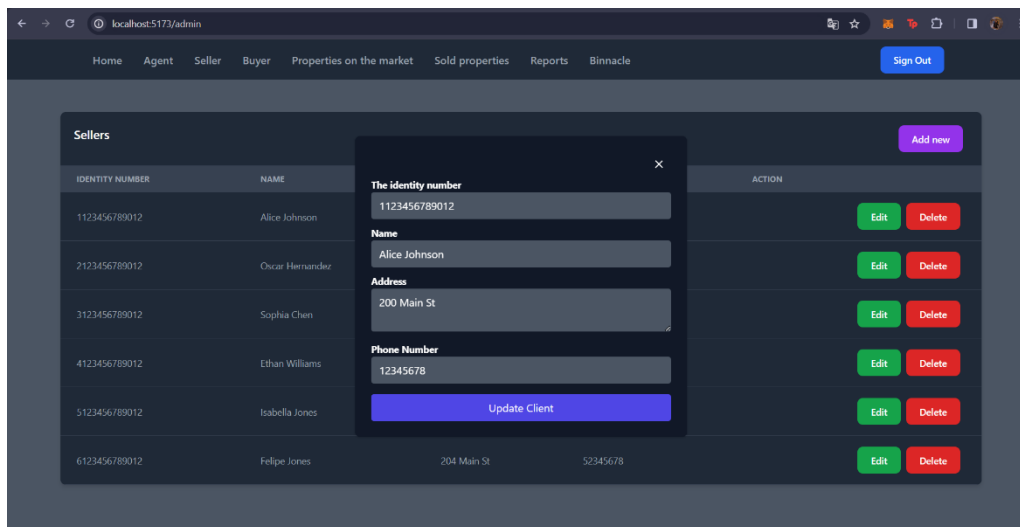 localhost:5173/admin
Home Agent Seller Buyer Properties on the market Sold properties Reports Binnacle Sign Out
Sellers Add new
IDENTITY NUMBER NAME ACTION
The identity number
1123456789012
Name
Alice Johnson
Address
200 Main St
Phone Number
12345678
Update Client
1123456789012 Alice Johnson Edit Delete
2123456789012 Oscar Hernandez Edit Delete
3123456789012 Sophia Chen Edit Delete
4123456789012 Ethan Williams Edit Delete
5123456789012 Isabella Jones Edit Delete
6123456789012 Felipe Jones 204 Main St 52345678 Edit Delete